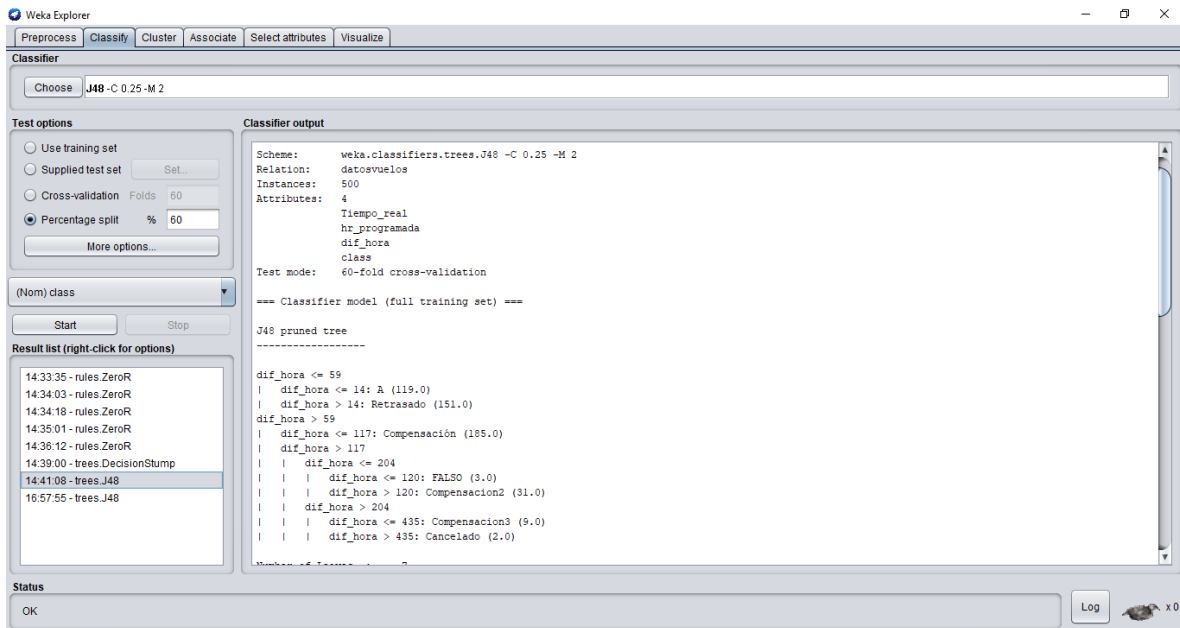 Weka Explorer
Preprocess Classify Cluster Associate Select attributes Visualize
Classifier
Choose J48 -C 0.25 -M 2
Test options
Use training set
Supplied test set Set...
Cross-validation Folds 60
Percentage split % 60
More options...
(Nom) class
Start Stop
Result list (right-click for options)
14:33:35 - rules.ZeroR
14:34:03 - rules.ZeroR
14:34:18 - rules.ZeroR
14:35:01 - rules.ZeroR
14:36:12 - rules.ZeroR
14:39:00 - trees.DecisionStump
14:41:08 - trees.J48
16:57:55 - trees.J48
Classifier output
Scheme: weka.classifiers.trees.J48 -C 0.25 -M 2
Relation: datosvuelos
Instances: 500
Attributes: 4
Tiempo_real
hr_programada
dif_hora
class
Test mode: 60-fold cross-validation
=== Classifier model (full training set) ===
J48 pruned tree
------------------
dif_hora <= 59
| dif_hora <= 14: A (119.0)
| dif_hora > 14: Retrasado (151.0)
dif_hora > 59
| dif_hora <= 117: Compensación (185.0)
| dif_hora > 117
| | dif_hora <= 204
| | | dif_hora <= 120: FALSO (3.0)
| | | dif_hora > 120: Compensacion2 (31.0)
| | dif_hora > 204
| | | dif_hora <= 435: Compensacion3 (9.0)
| | | dif_hora > 435: Cancelado (2.0)
Number of Leaves : 7
Status
OK
Log x 0